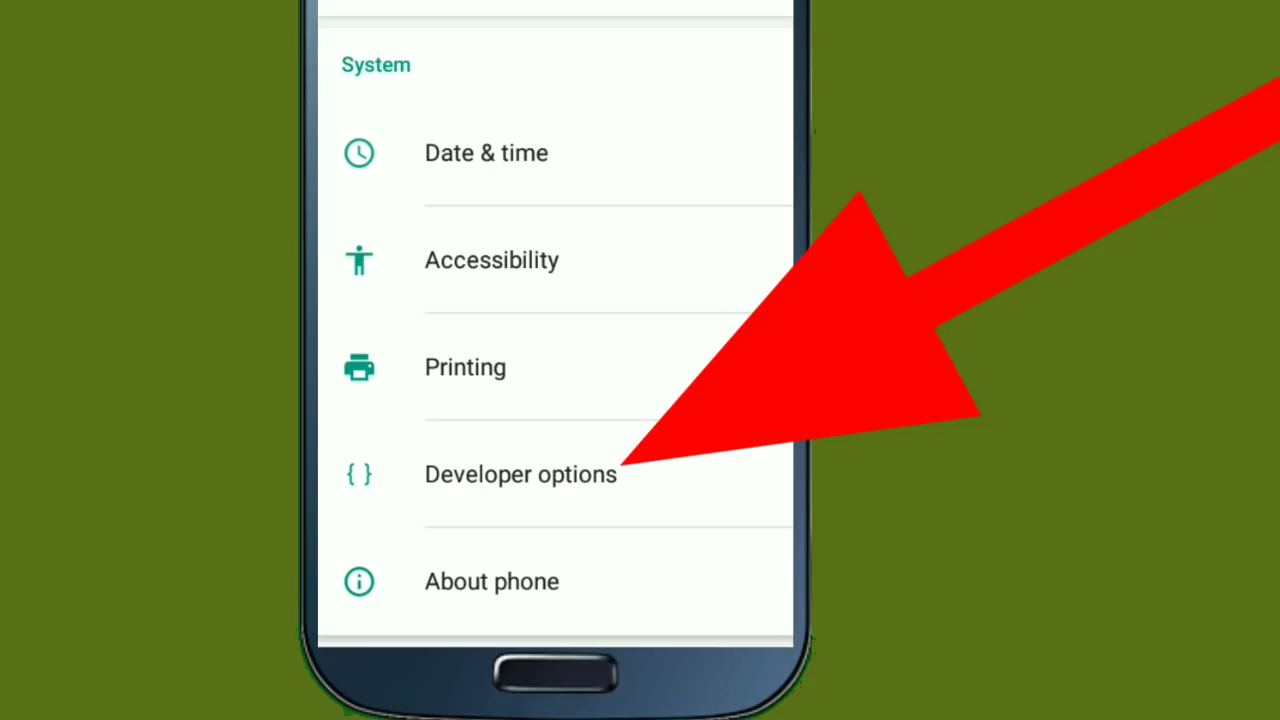 System
Date & time
Accessibility
Printing
Developer options
About phone